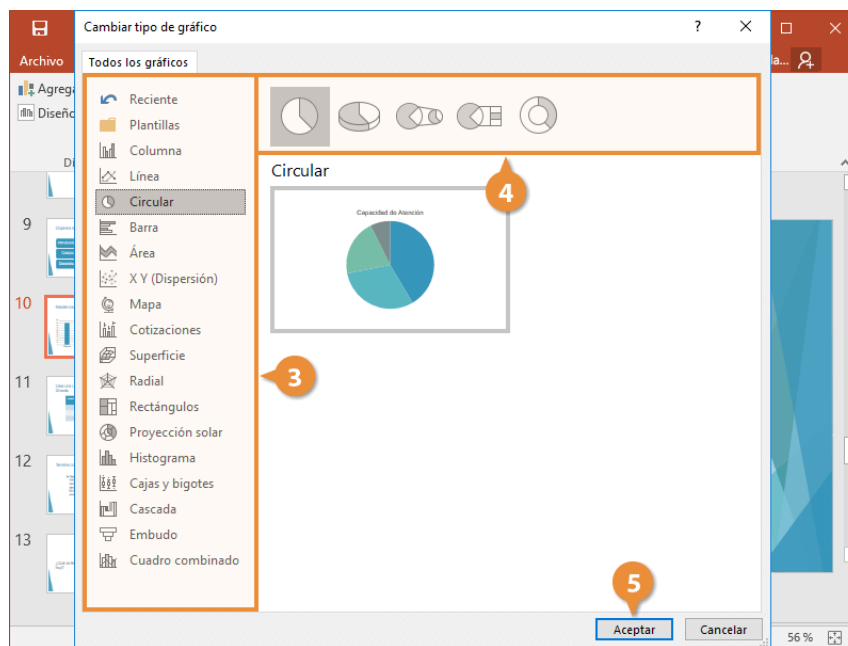 Cambiar tipo de gráfico
?
Archivo
la...
Todos los gráficos
Agrega
Diseño
Di
Reciente
Plantillas
Columna
Línea
Circular
Barra
Área
X Y (Dispersión)
Mapa
Cotizaciones
Superficie
Radial
Rectángulos
Proyección solar
Histograma
Cajas y bigotes
Cascada
Embudo
Cuadro combinado
9
10
11
12
13
3
4
Circular
Capacidad de Atención
5
Aceptar
Cancelar
56 %